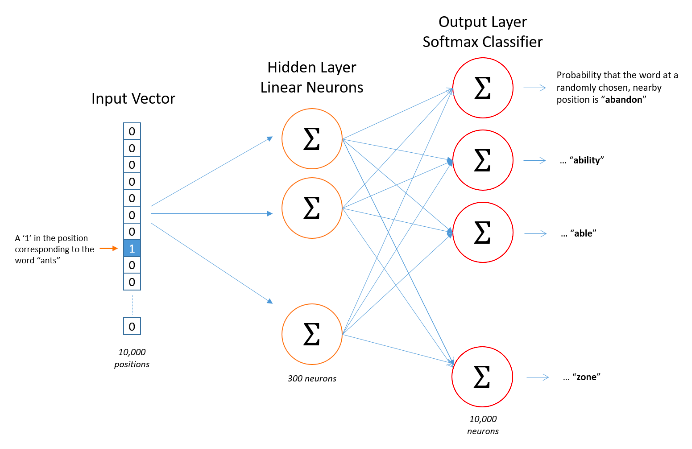 Output Layer
Softmax Classifier
Hidden Layer
Linear Neurons
Input Vector
Probability that the word at a
randomly chosen, nearby
position is “abandon”
… “ability”
… “able”
… “zone”
A ‘1’ in the position
corresponding to the
word “ants”
0
0
0
0
0
0
0
1
0
0
0
10,000
positions
Σ
Σ
Σ
300 neurons
Σ
Σ
Σ
Σ
10,000
neurons